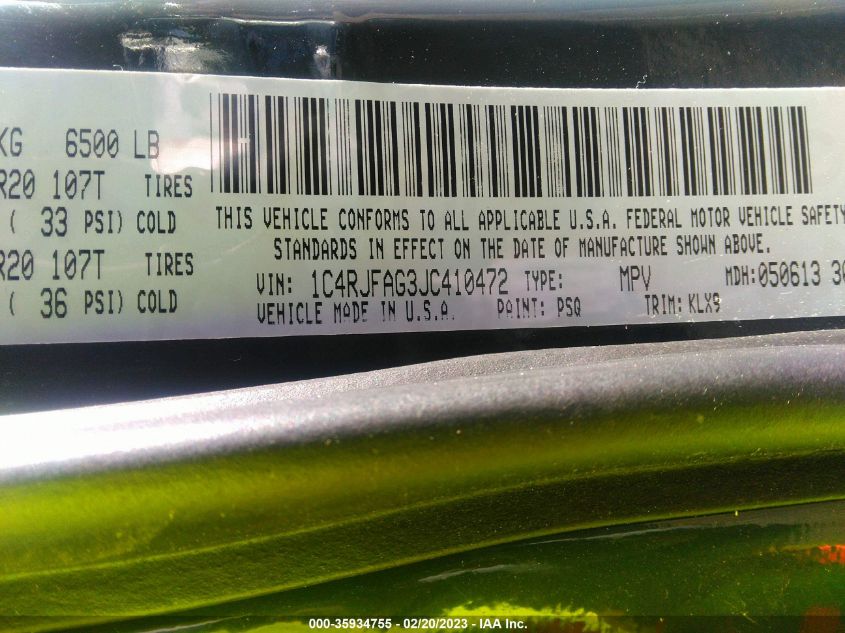 KG 6500 LB
R20 107T TIRES
( 33 PSI) COLD
R20 107T TIRES
( 36 PSI) COLD
THIS VEHICLE CONFORMS TO ALL APPLICABLE U.S.A. FEDERAL MOTOR VEHICLE SAFETY
STANDARDS IN EFFECT ON THE DATE OF MANUFACTURE SHOWN ABOVE.
VIN: 1C4RJFAG3JC410472 TYPE: MPV MDH:050613 30
VEHICLE MADE IN U.S.A. PAINT: PSQ TRIM: KLX9
000-35934755 — 02/20/2023 — IAA Inc.